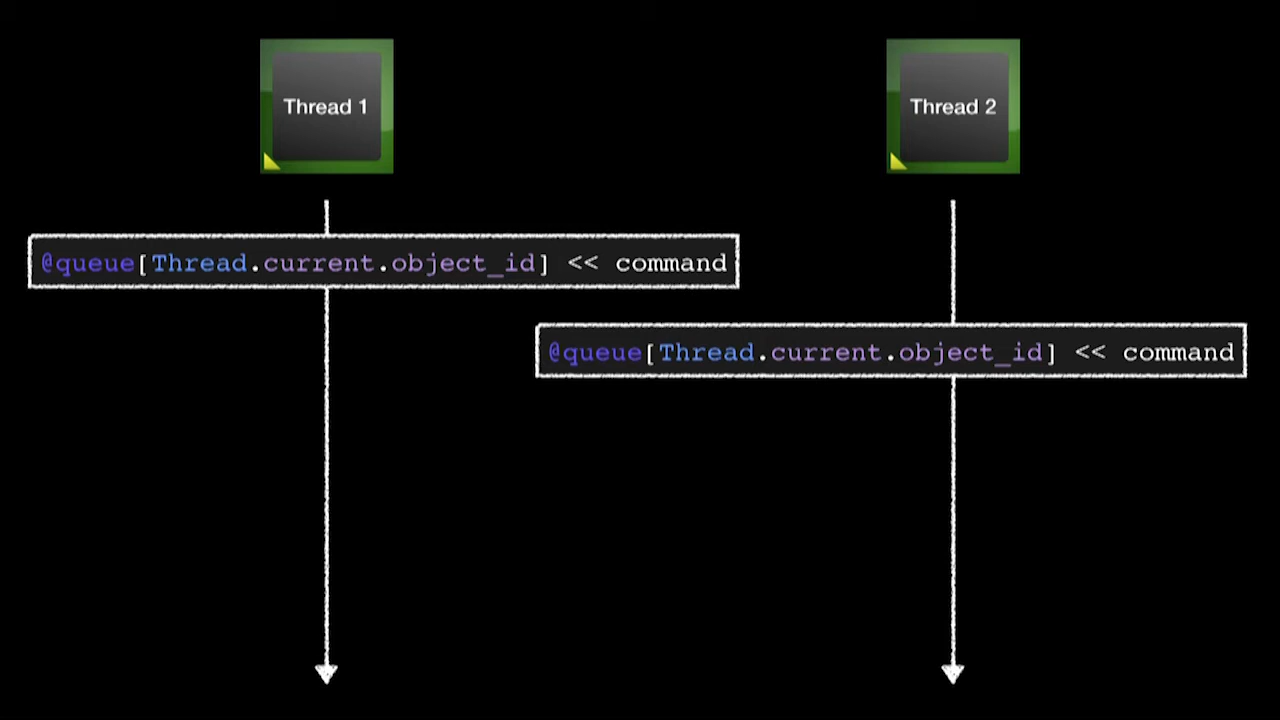 Thread 1
Thread 2
@queue[Thread.current.object_id] << command
@queue[Thread.current.object_id] << command